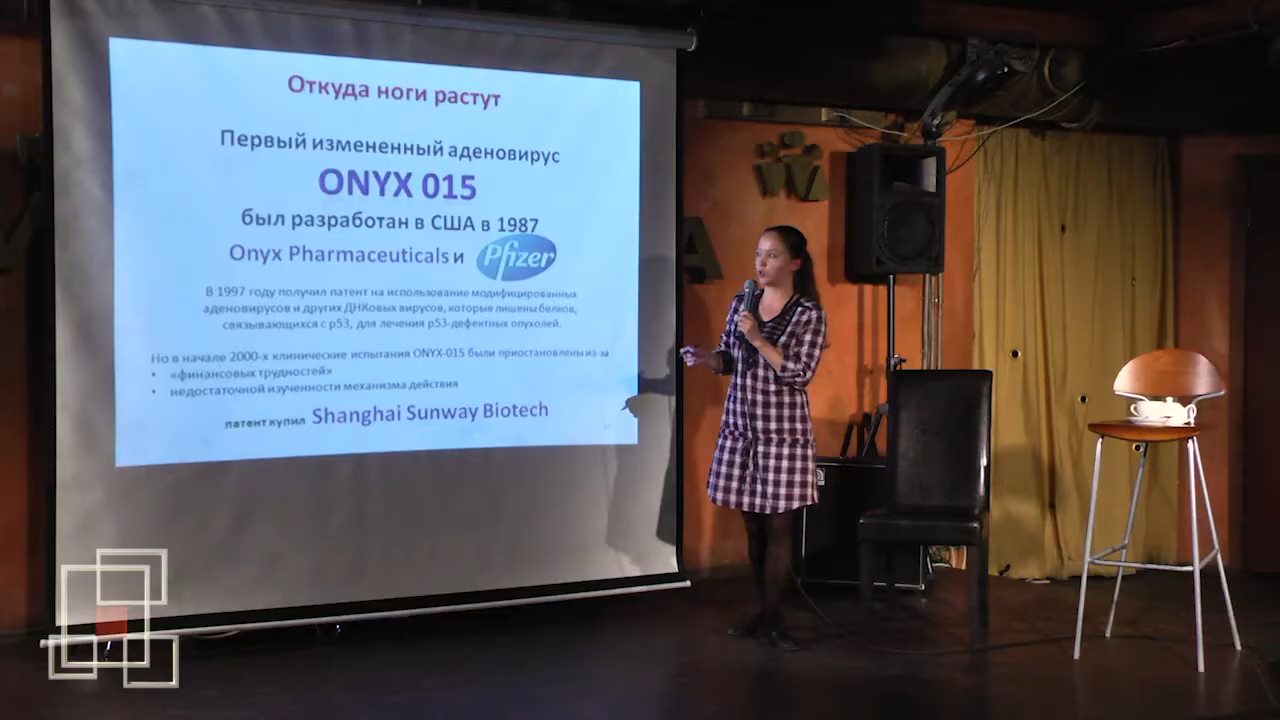 Откуда ноги растут
Первый измененный аденовирус
ONYX 015
был разработан в США в 1987
Onyx Pharmaceuticals и Pfizer
В 1997 году получил патент на использование модифицированных
аденовирусов и других ДНКовых вирусов, которые лишены белков,
связывающихся с р53, для лечения р53-дефектных опухолей.
Но в начале 2000-х клинические испытания ONYX-015 были приостановлены из-за
• «финансовых трудностей»
• недостаточной изученности механизма действия
патент купил Shanghai Sunway Biotech